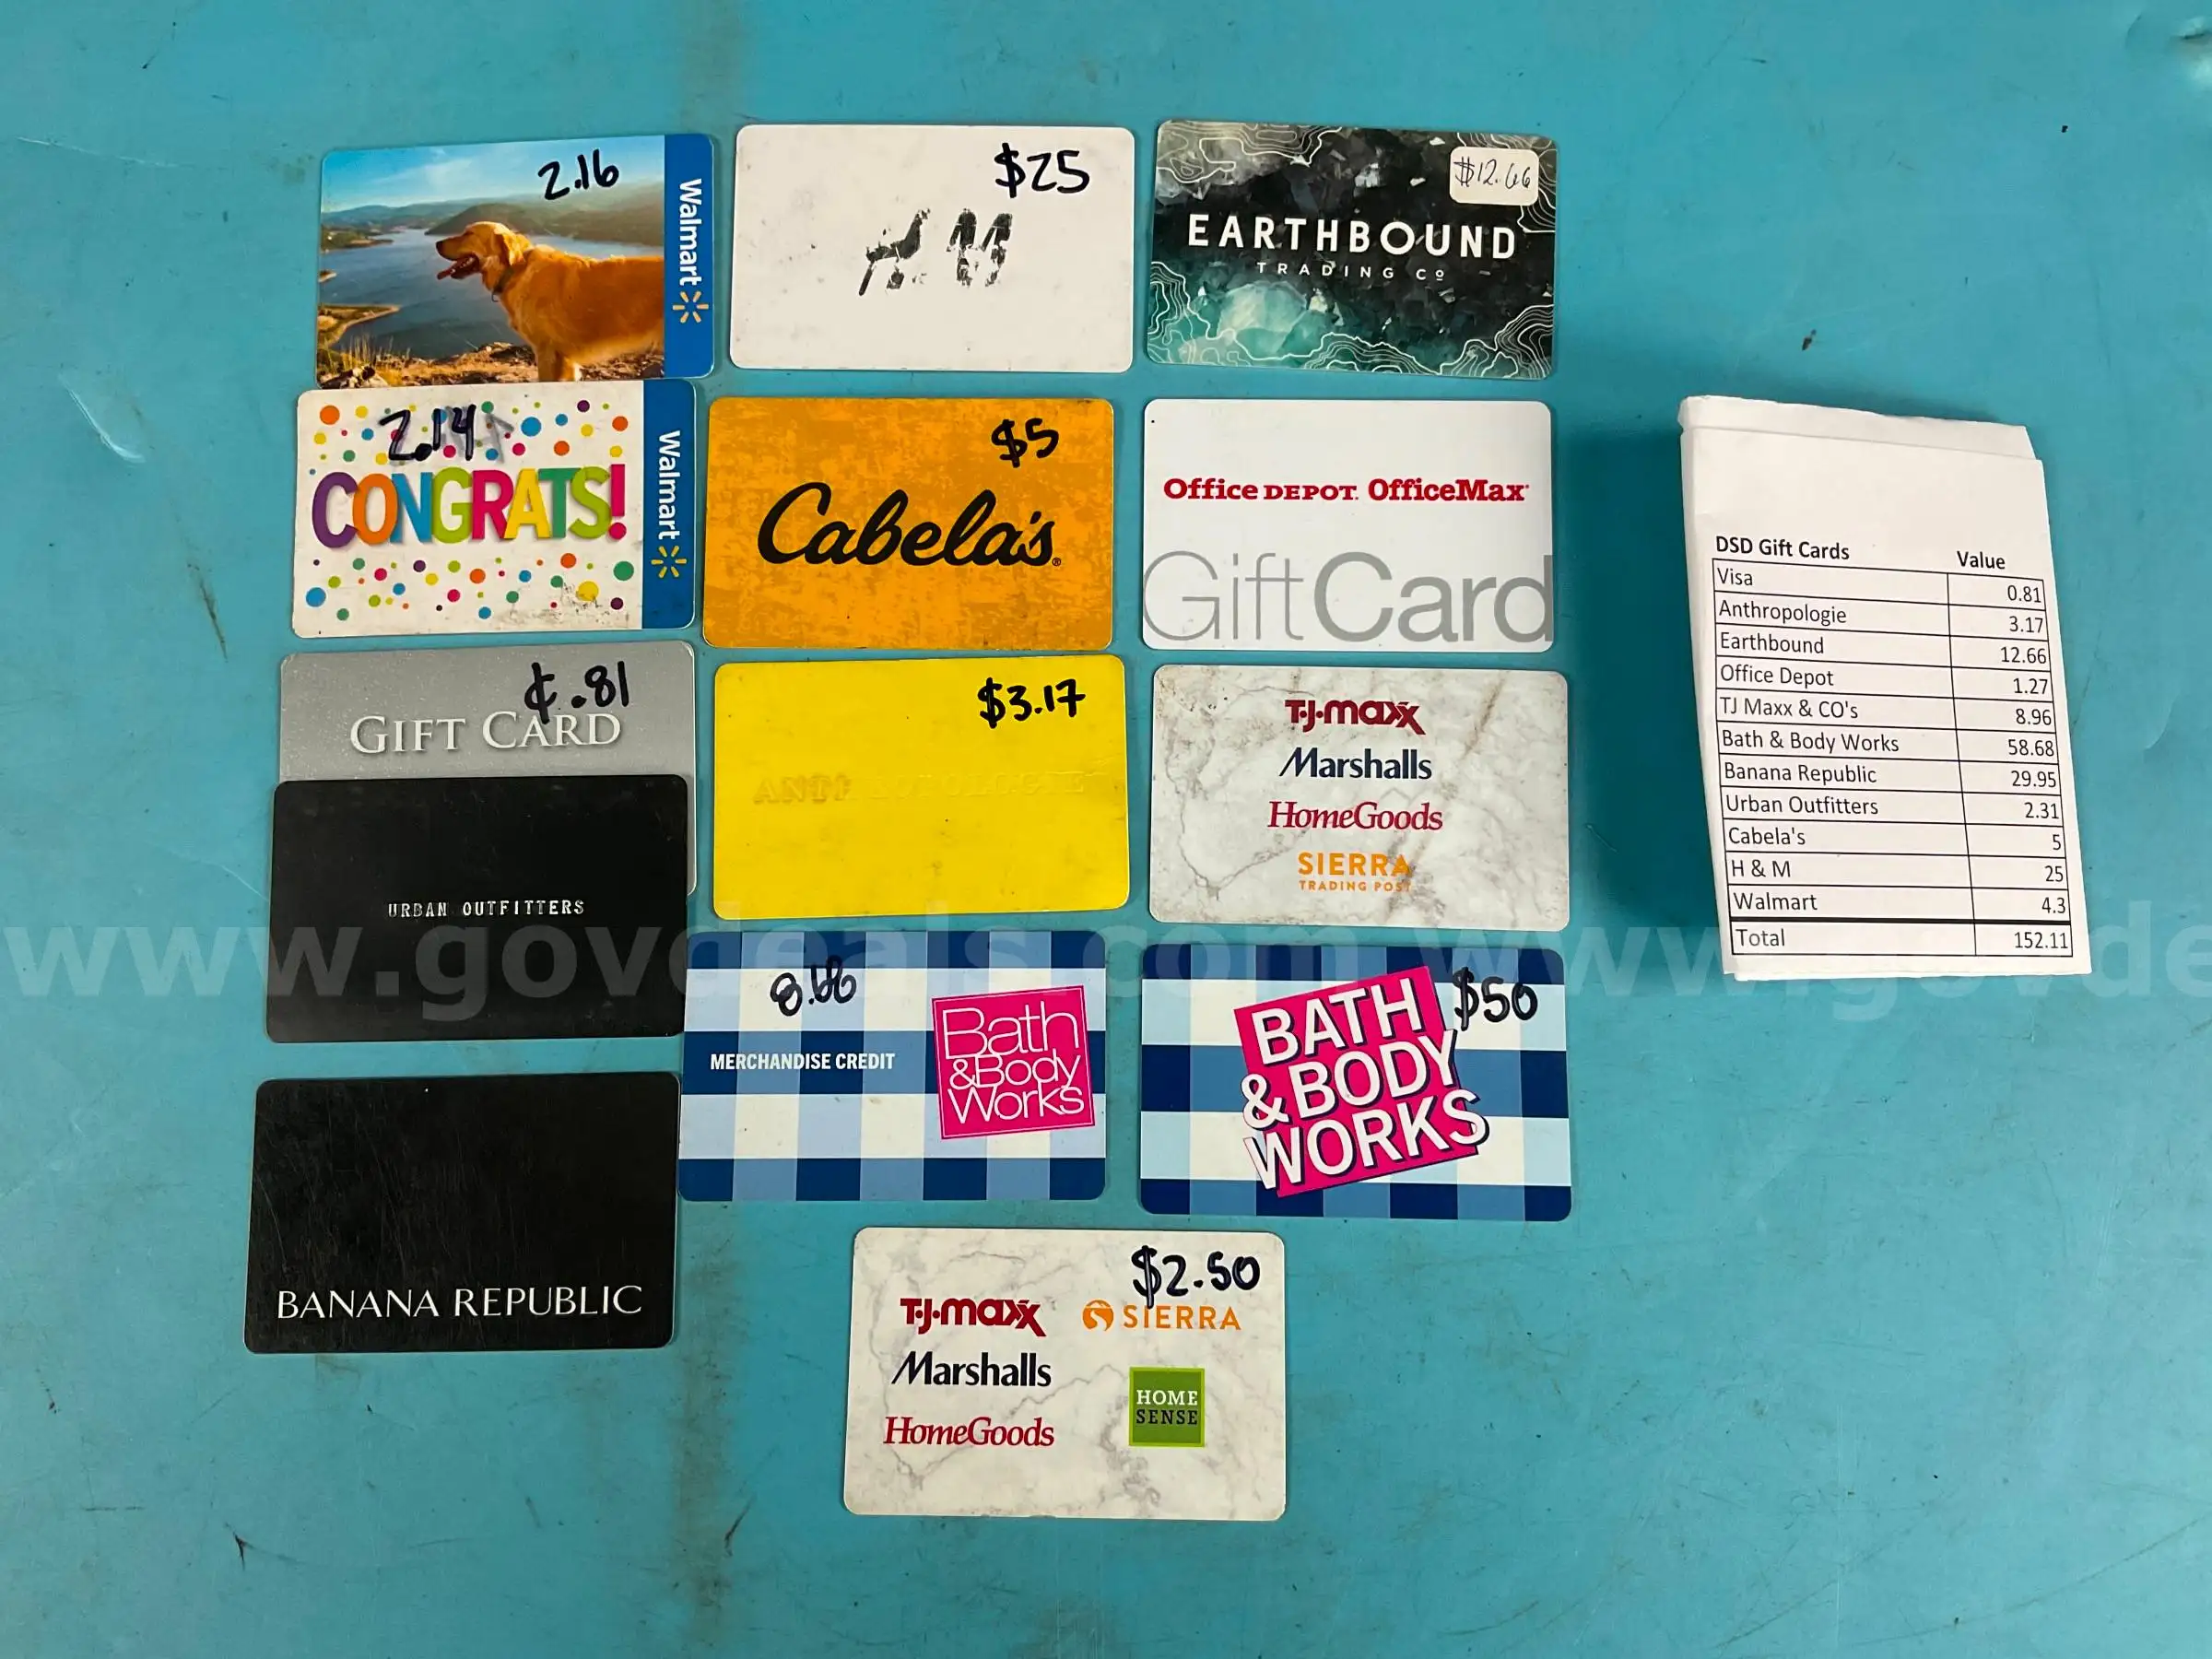 2.16
Walmart
$25
$12.66
EARTHBOUND
TRADING Cº
2.14
CONGRATS!
Walmart
$5
Cabela's
Office DEPOT. OfficeMax
GiftCard
¢.81
GIFT CARD
$3.17
ANTHROPOLOGIE
T·J·maxx
Marshalls
HomeGoods
SIERRA
TRADING POST
URBAN OUTFITTERS
8.68
MERCHANDISE CREDIT
Bath
&Body
Works
$50
BATH
& BODY
WORKS
BANANA REPUBLIC
$2.50
T·J·maxx SIERRA
Marshalls
HOME
SENSE
HomeGoods
DSD Gift Cards Value
Visa 0.81
Anthropologie 3.17
Earthbound 12.66
Office Depot 1.27
TJ Maxx & CO's 8.96
Bath & Body Works 58.68
Banana Republic 29.95
Urban Outfitters 2.31
Cabela's 5
H & M 25
Walmart 4.3
Total 152.11
www.govdeals.com www.govde